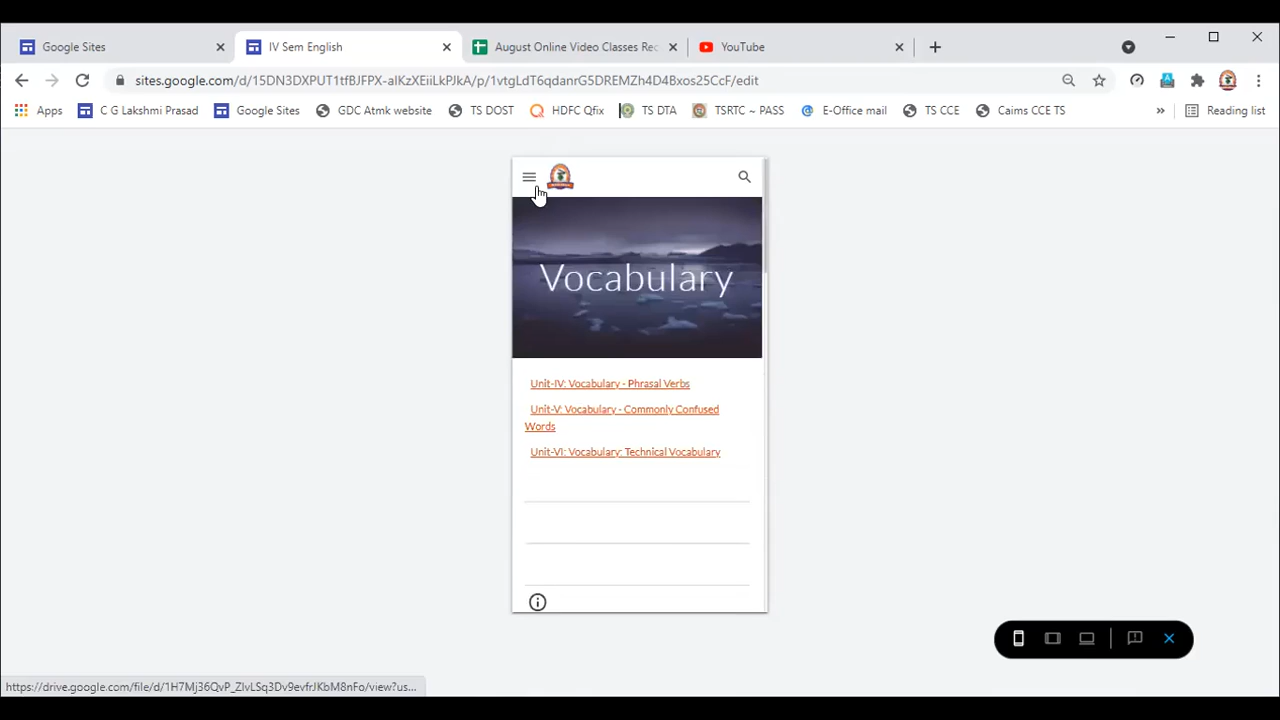 Google Sites
IV Sem English
August Online Video Classes Rec
YouTube
sites.google.com/d/15DN3DXPUT1tfBJFPX-aIKzXEiiLkPJkA/p/1vtgLdT6qdanrG5DREMZh4D4Bxos25CcF/edit
Apps
C G Lakshmi Prasad
Google Sites
GDC Atmk website
TS DOST
HDFC Qfix
TS DTA
TSRTC ~ PASS
E-Office mail
TS CCE
Caims CCE TS
»
Reading list
Vocabulary
Unit-IV: Vocabulary - Phrasal Verbs
Unit-V: Vocabulary - Commonly Confused
Words
Unit-VI: Vocabulary: Technical Vocabulary
https://drive.google.com/file/d/1H7Mj36QvP_ZlvLSq3Dv9evfrJKbM8nFo/view?us...